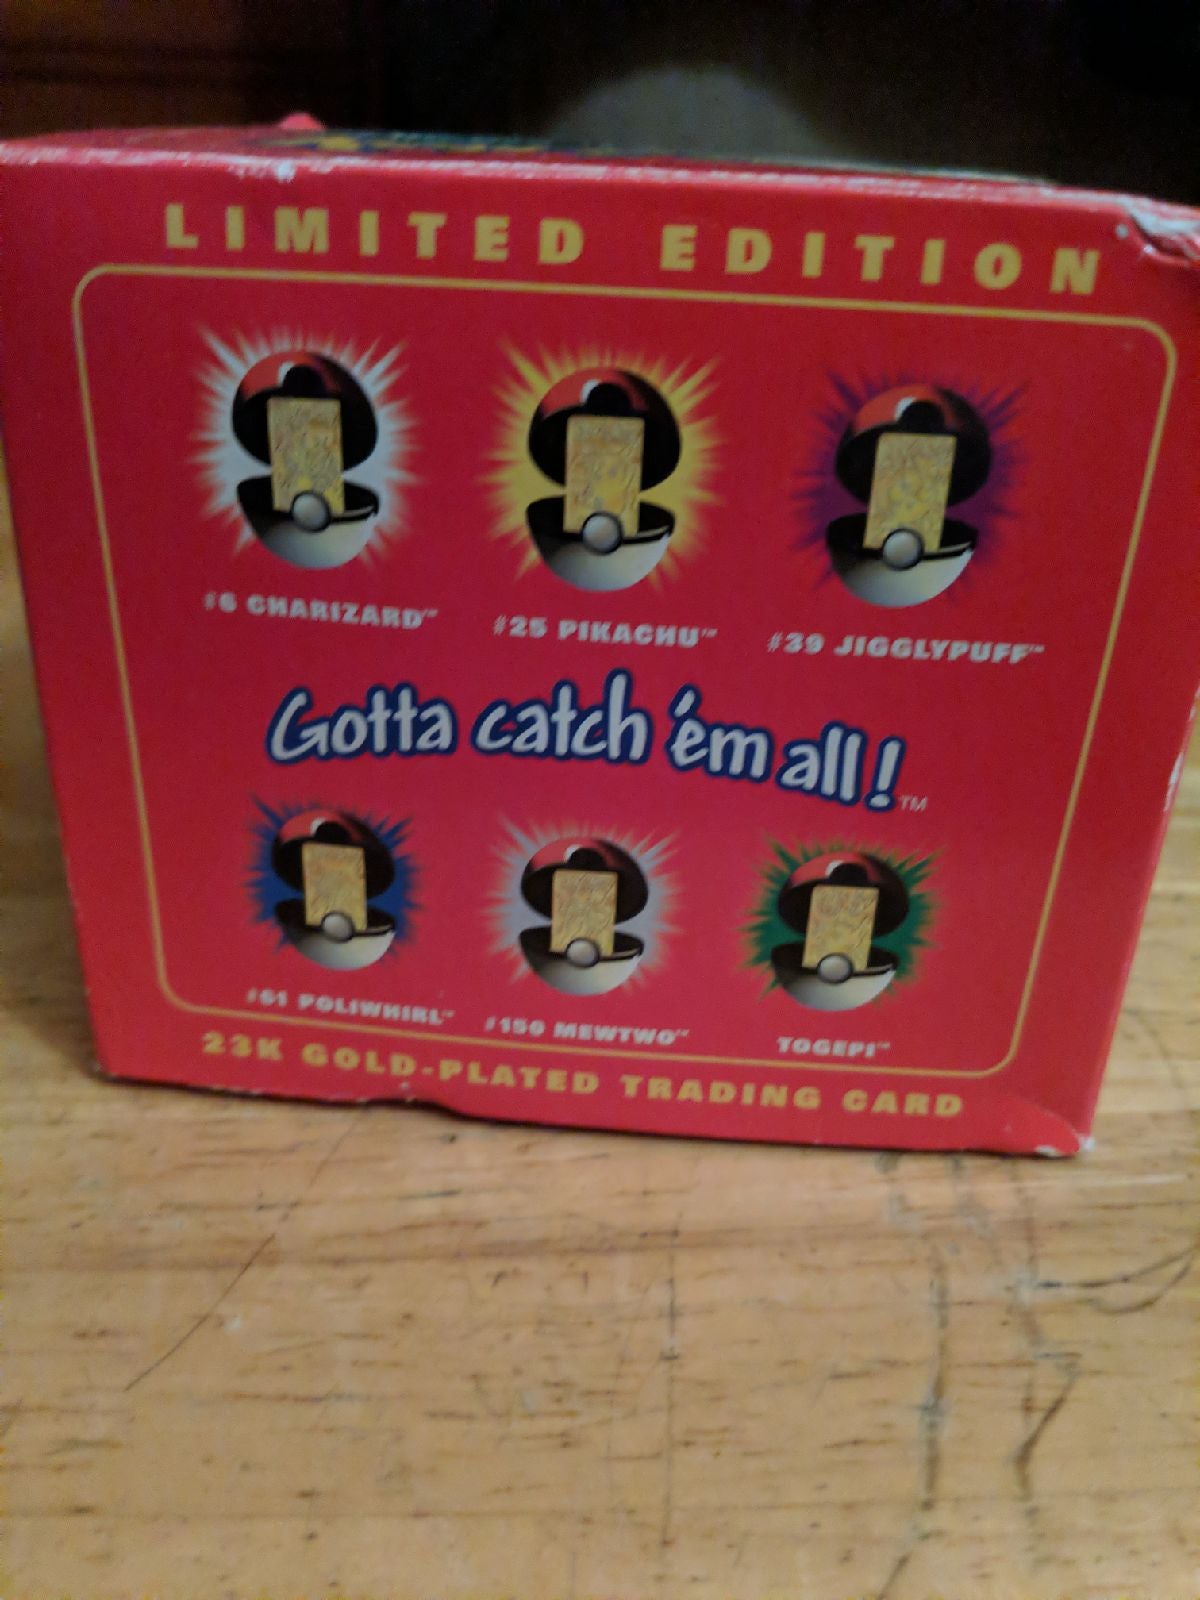 LIMITED EDITION
#6 CHARIZARD™
#25 PIKACHU™
#39 JIGGLYPUFF™
Gotta catch 'em all!™
#61 POLIWHIRL™
#150 MEWTWO™
TOGEPI™
23K GOLD-PLATED TRADING CARD